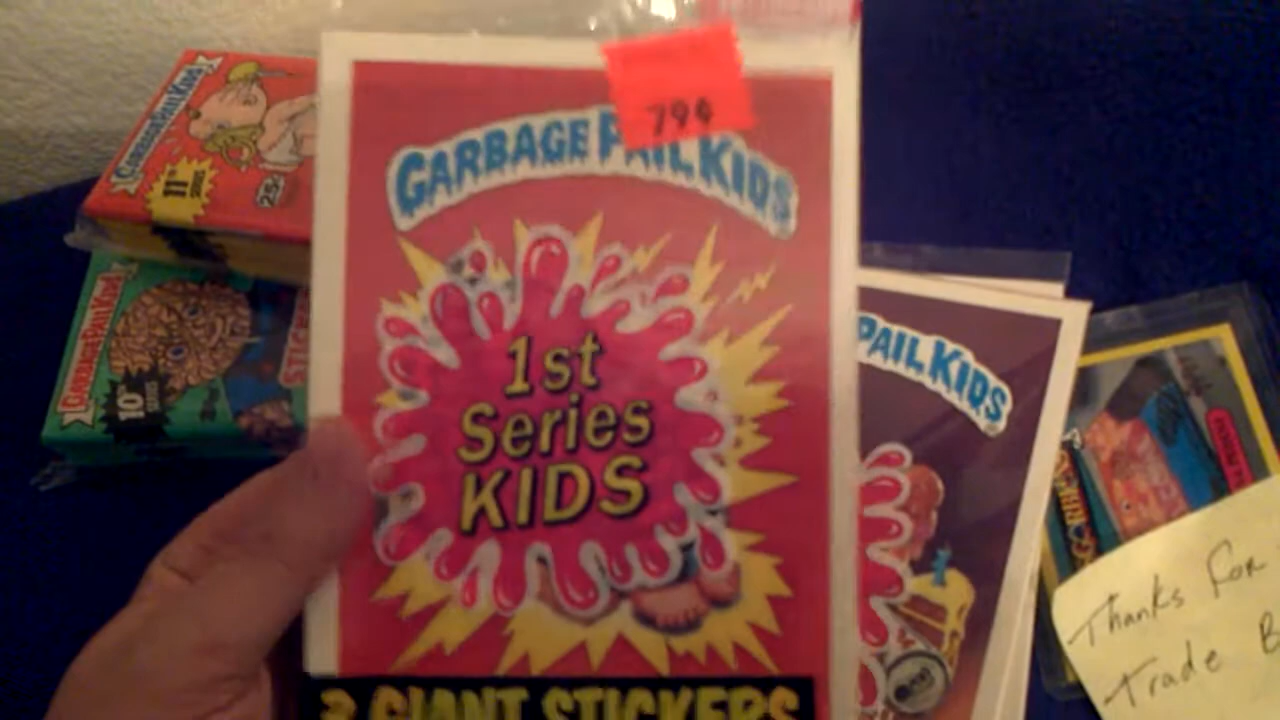 79¢
GARBAGE PAIL KIDS
1st
Series
KIDS
GIANT STICKERS
GARBAGE PAIL KIDS
11TH
SERIES
25¢
GARBAGE PAIL KIDS
10TH
SERIES
PAIL KIDS
Thanks for
Trade B